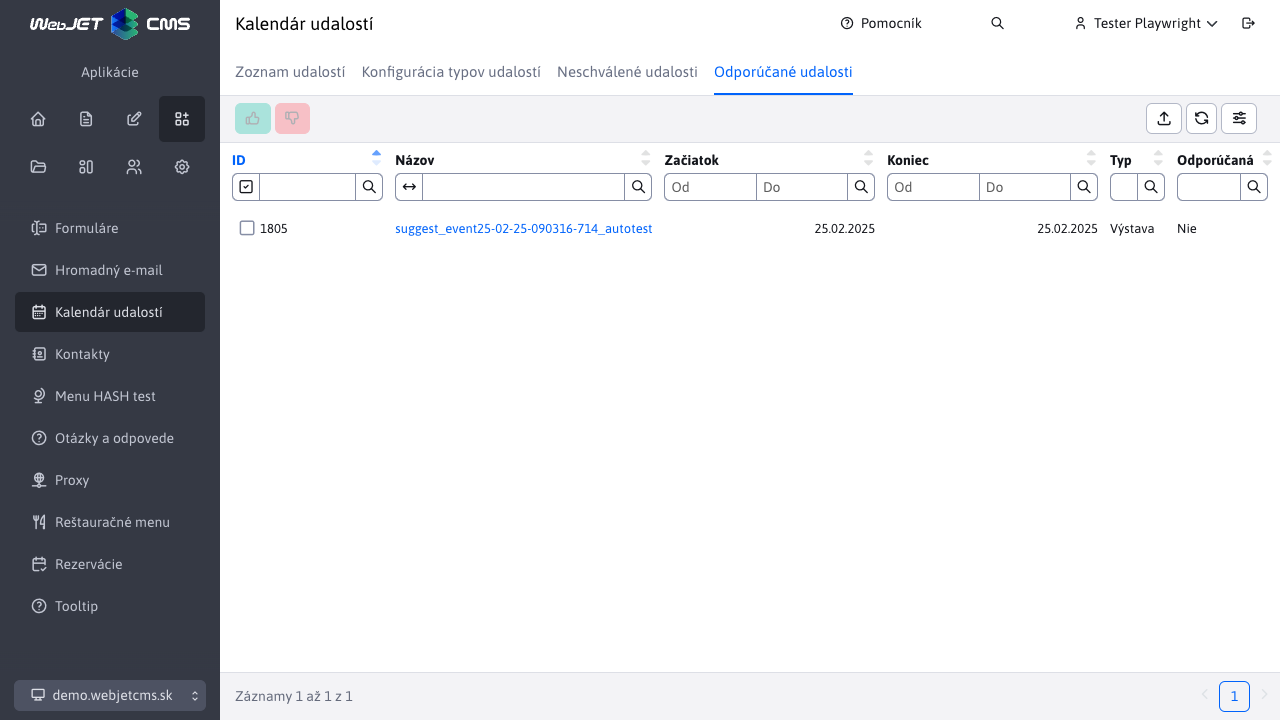 WebJET CMS
Aplikácie
Formuláre
Hromadný e-mail
Kalendár udalostí
Kontakty
Menu HASH test
Otázky a odpovede
Proxy
Reštauračné menu
Rezervácie
Tooltip
demo.webjetcms.sk
Kalendár udalostí
Pomocník
Tester Playwright
Zoznam udalostí Konfigurácia typov udalostí Neschválené udalosti Odporúčané udalosti
ID Názov Začiatok Koniec Typ Odporúčaná
Od Do Od Do
1805 suggest_event25-02-25-090316-714_autotest 25.02.2025 25.02.2025 Výstava Nie
Záznamy 1 až 1 z 1
1